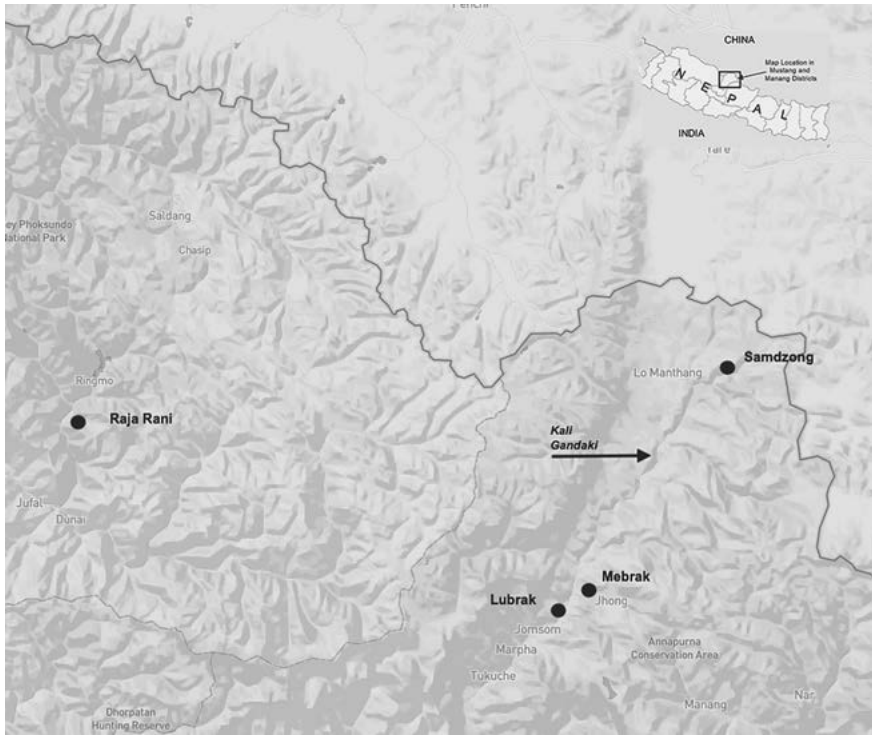 CHINA
Map Location in
Mustang and
Manang Districts
NEPAL
INDIA
Saldang
ey Phoksundo
National Park
Chasip
Samdzong
Lo Manthang
Ringmo
Raja Rani
Kali
Gandaki
Jufal
Dunai
Mebrak
Lubrak
Jhong
Jomsom
Marpha
Annapurna
Conservation Area
Tukuche
Nar
Manang
Dhorpatan
Hunting Reserve